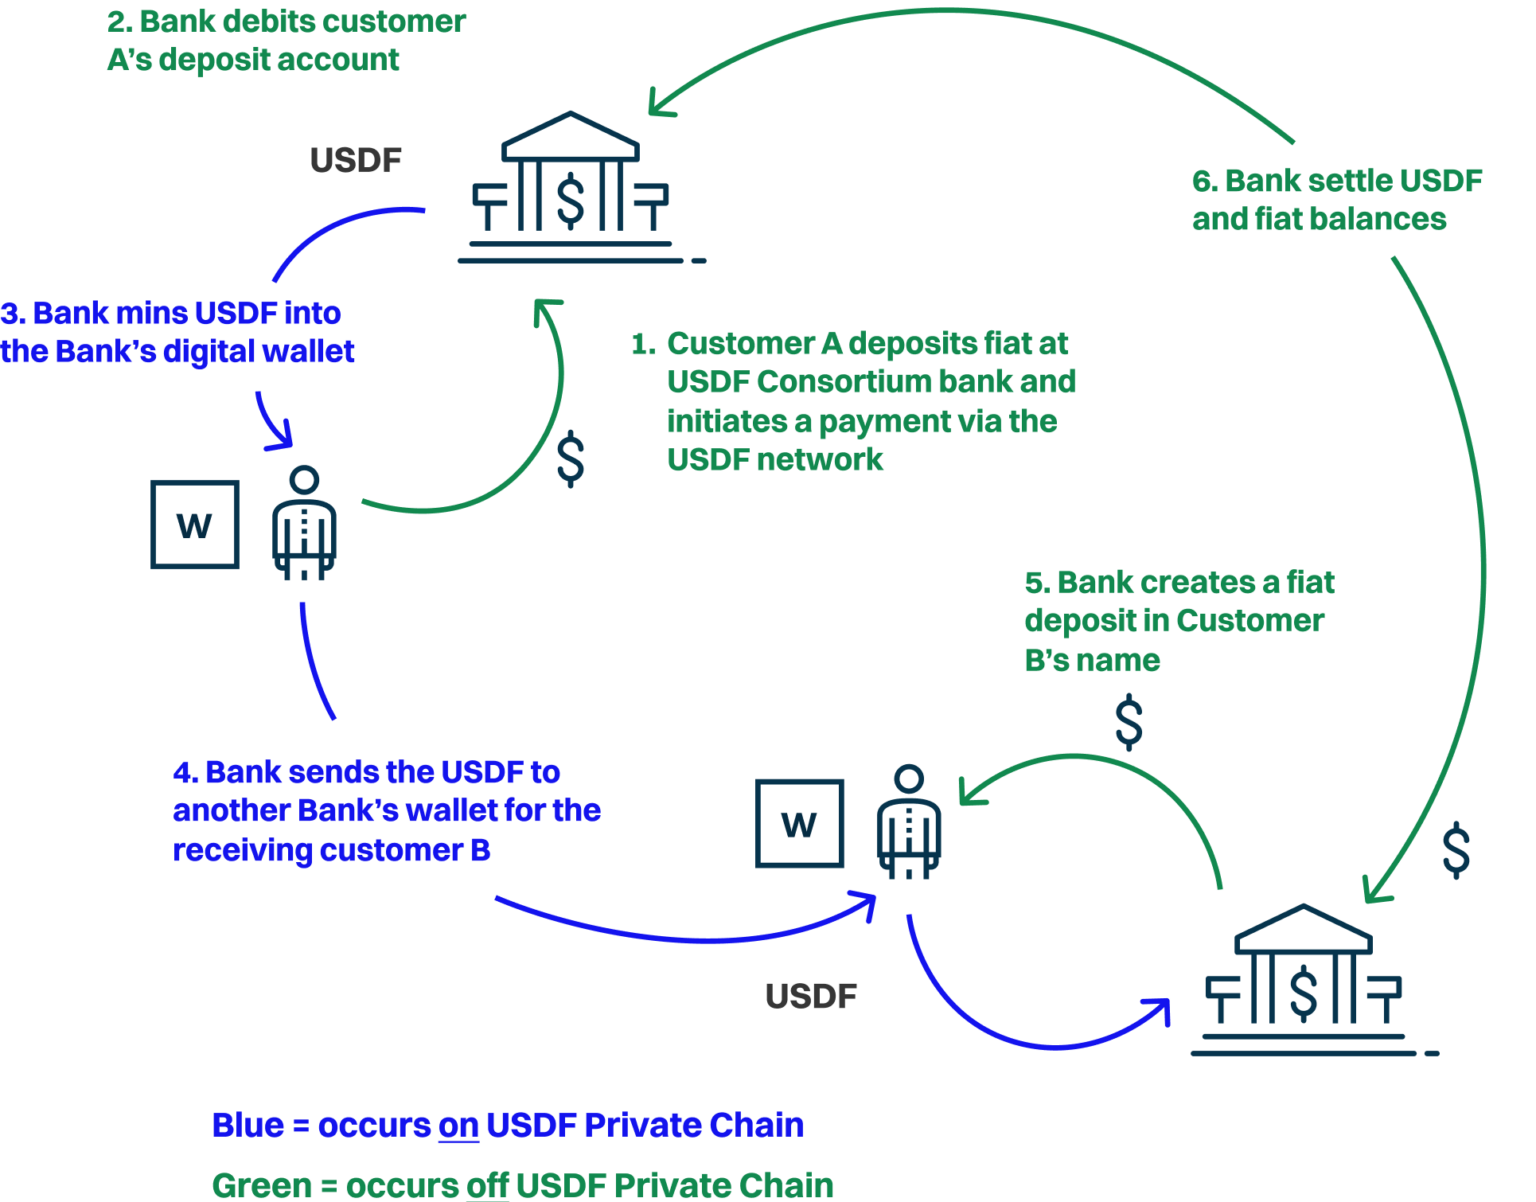 2. Bank debits customer
A's deposit account
USDF
$
6. Bank settle USDF
and fiat balances
3. Bank mins USDF into
the Bank's digital wallet
1. Customer A deposits fiat at
USDF Consortium bank and
initiates a payment via the
USDF network
$
W
5. Bank creates a fiat
deposit in Customer
B's name
$
4. Bank sends the USDF to
another Bank's wallet for the
receiving customer B
W
$
USDF
$
Blue = occurs on USDF Private Chain
Green = occurs off USDF Private Chain